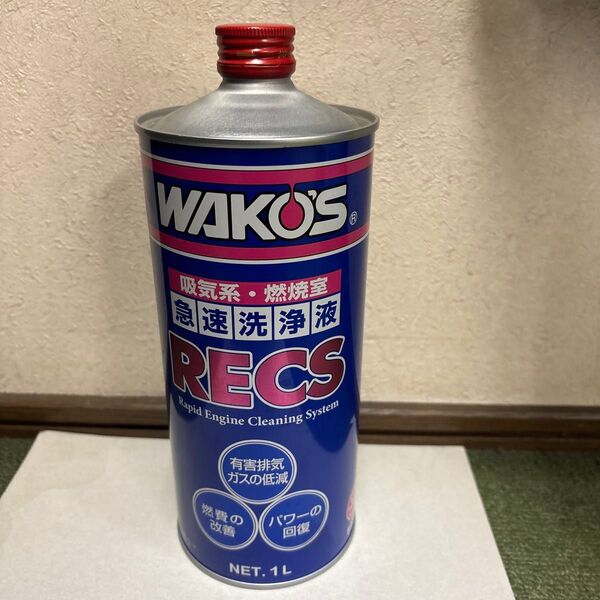 WAKO'S®
吸気系・燃焼室
急速洗浄液
RECS
Rapid Engine Cleaning System
有害排気
ガスの低減
燃費の
改善
パワーの
回復
NET. 1L